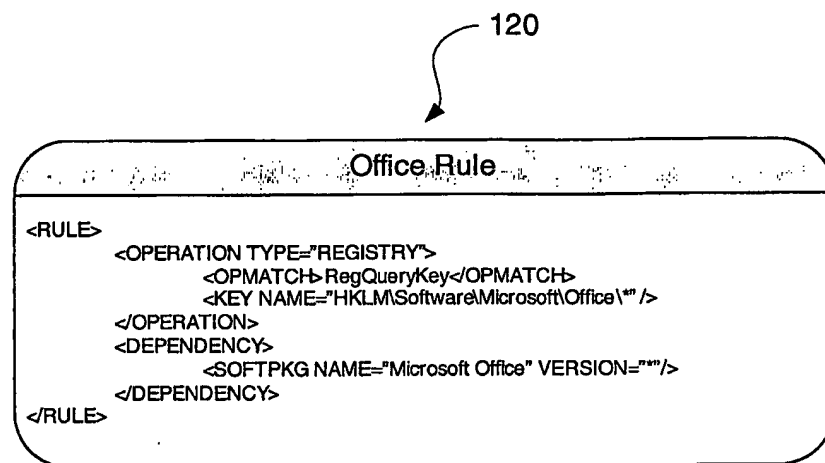 120
Office Rule
<RULE>
<OPERATION TYPE="REGISTRY">
<OPMATCH>RegQueryKey</OPMATCH>
<KEY NAME="HKLM\Software\Microsoft\Office\*" />
</OPERATION>
<DEPENDENCY>
<SOFTPKG NAME="Microsoft Office" VERSION="*"/>
</DEPENDENCY>
</RULE>